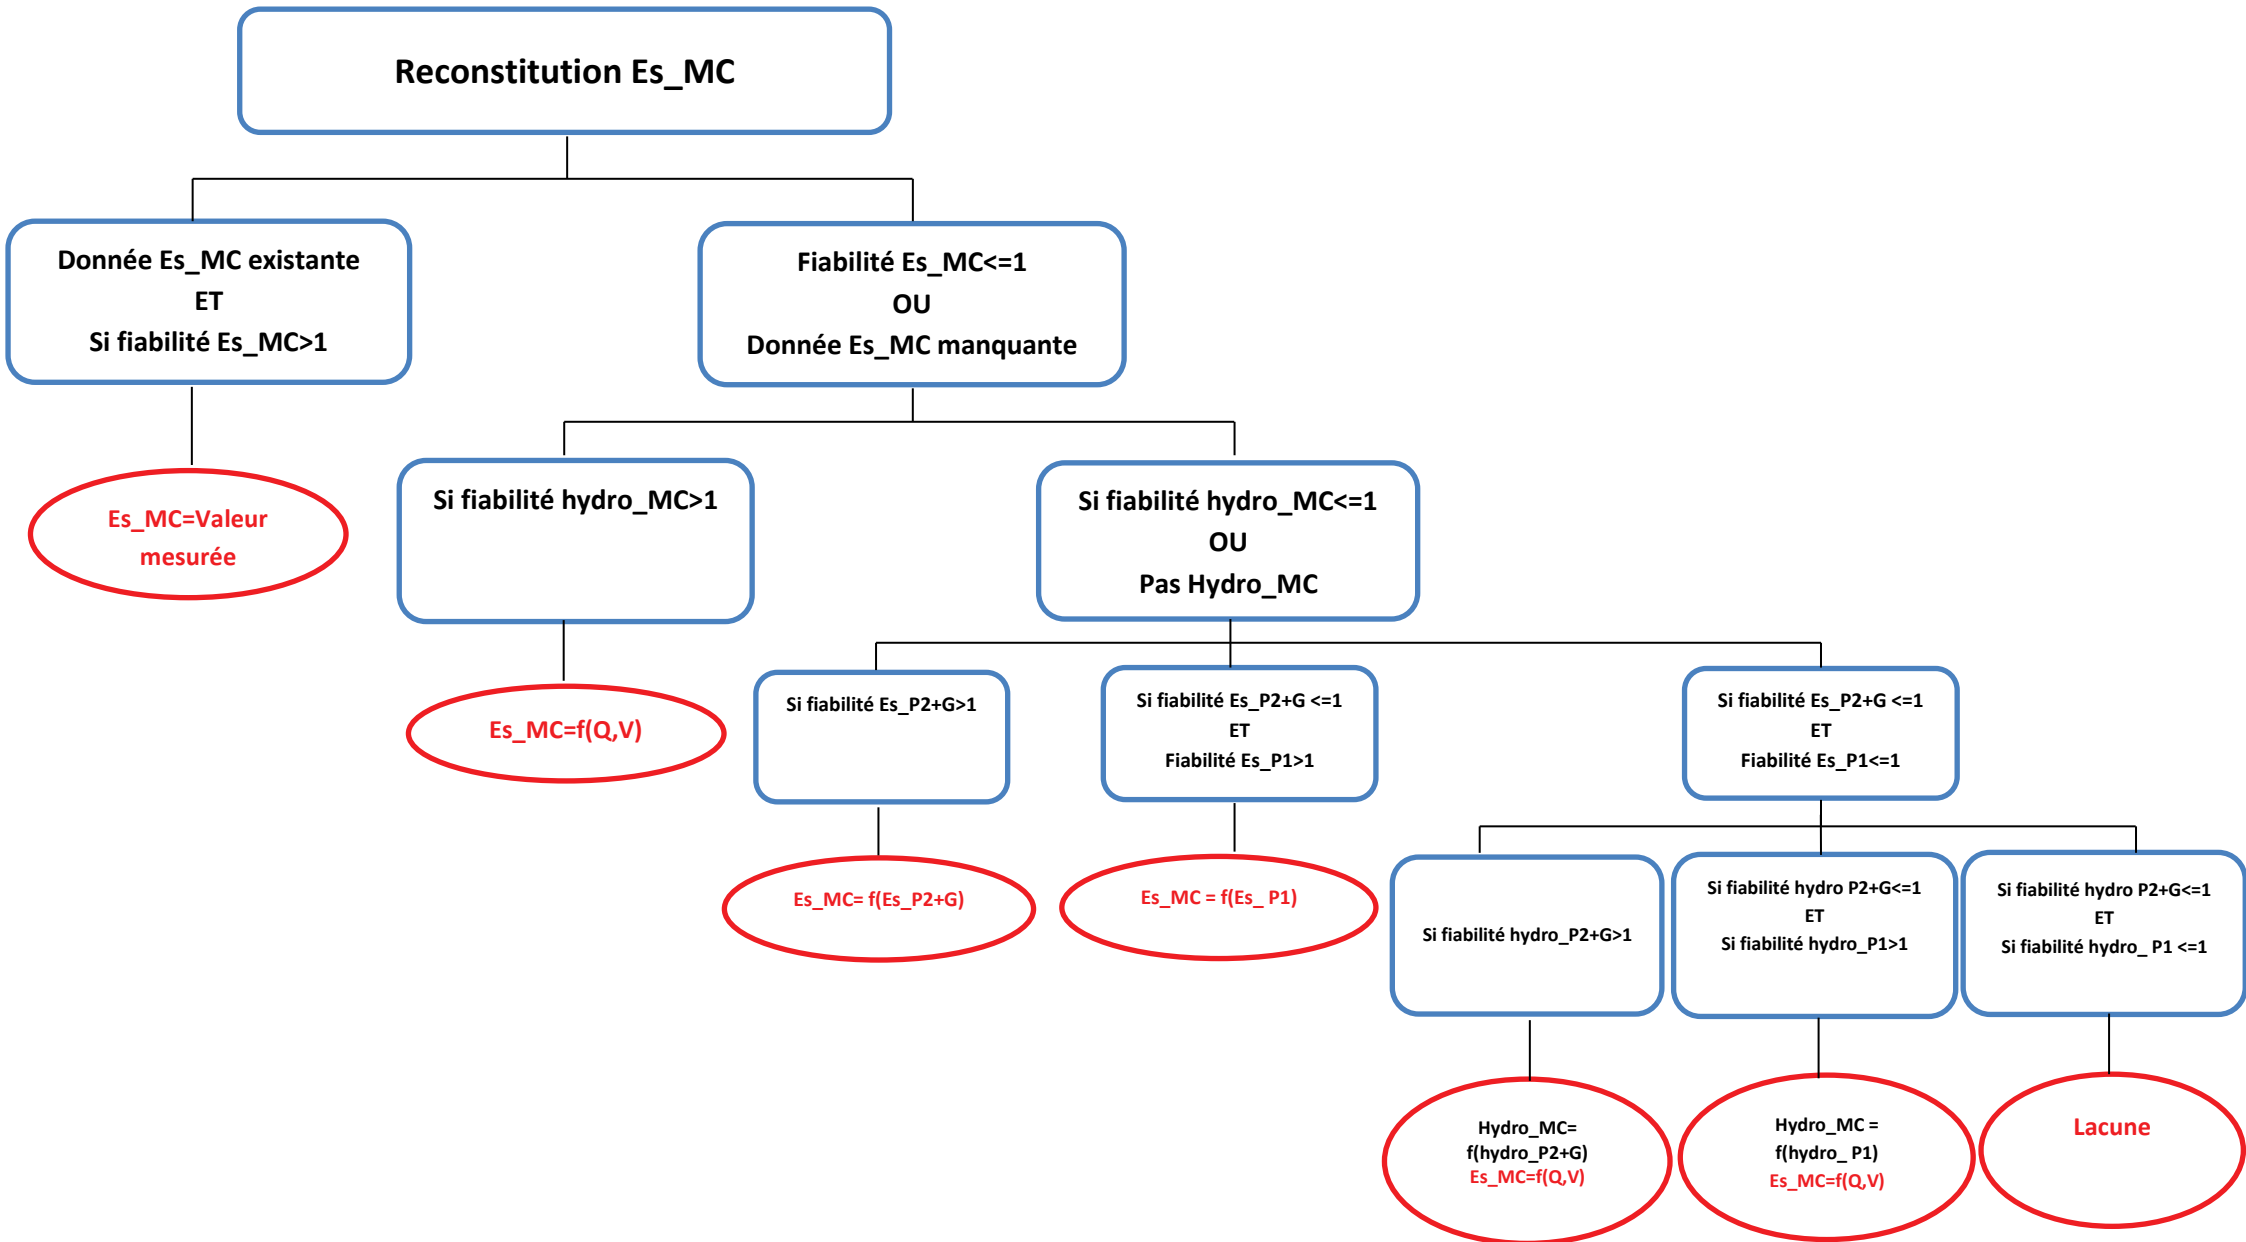 Reconstitution Es_MC
Donnée Es_MC existante
ET
Si fiabilité Es_MC>1
Fiabilité Es_MC<=1
OU
Donnée Es_MC manquante
Es_MC=Valeur
mesurée
Si fiabilité hydro_MC>1
Si fiabilité hydro_MC<=1
OU
Pas Hydro_MC
Es_MC=f(Q,V)
Si fiabilité Es_P2+G>1
Si fiabilité Es_P2+G <=1
ET
Fiabilité Es_P1>1
Si fiabilité Es_P2+G <=1
ET
Fiabilité Es_P1<=1
Es_MC= f(Es_P2+G)
Es_MC = f(Es_ P1)
Si fiabilité hydro_P2+G>1
Si fiabilité hydro P2+G<=1
ET
Si fiabilité hydro_P1>1
Si fiabilité hydro P2+G<=1
ET
Si fiabilité hydro_ P1 <=1
Hydro_MC=
f(hydro_P2+G)
Es_MC=f(Q,V)
Hydro_MC =
f(hydro_ P1)
Es_MC=f(Q,V)
Lacune